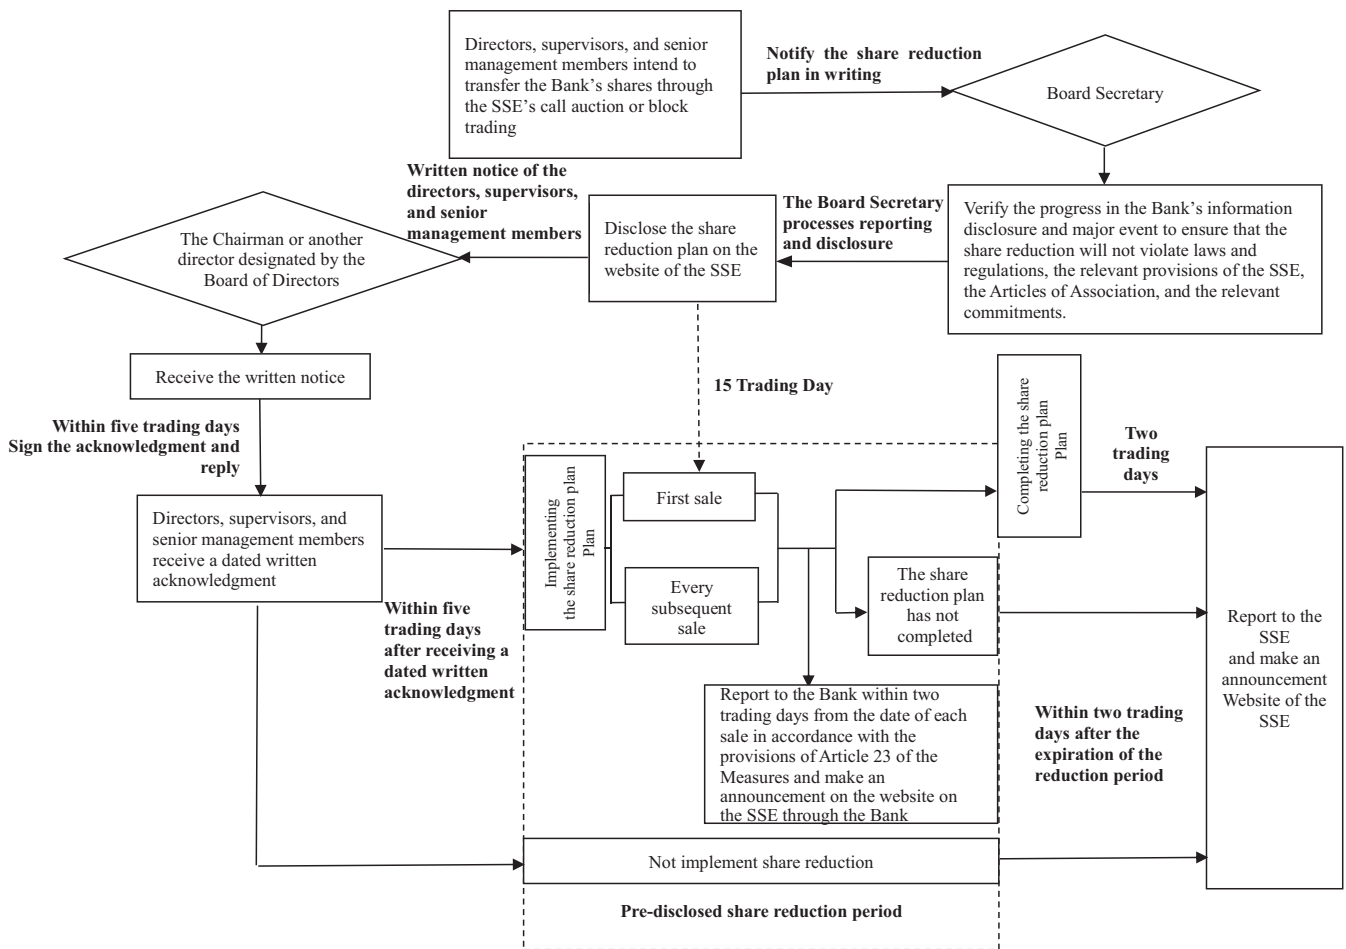 Directors, supervisors, and senior
management members intend to
transfer the Bank’s shares through
the SSE’s call auction or block
trading
Notify the share reduction
plan in writing
Board Secretary
Verify the progress in the Bank’s information
disclosure and major event to ensure that the
share reduction will not violate laws and
regulations, the relevant provisions of the SSE,
the Articles of Association, and the relevant
commitments.
The Board Secretary
processes reporting
and disclosure
Disclose the share
reduction plan on the
website of the SSE
Written notice of the
directors, supervisors,
and senior
management members
The Chairman or another
director designated by the
Board of Directors
Receive the written notice
Within five trading days
Sign the acknowledgment and
reply
Directors, supervisors, and
senior management members
receive a dated written
acknowledgment
Within five
trading days
after receiving a
dated written
acknowledgment
15 Trading Day
Implementing
the share reduction plan
Plan
First sale
Every
subsequent
sale
Completing the share
reduction plan
Plan
Two
trading
days
The share
reduction plan
has not
completed
Report to the Bank within two
trading days from the date of each
sale in accordance with the
provisions of Article 23 of the
Measures and make an
announcement on the website on
the SSE through the Bank
Within two trading
days after the
expiration of the
reduction period
Report to the
SSE
and make an
announcement
Website of the
SSE
Not implement share reduction
Pre-disclosed share reduction period